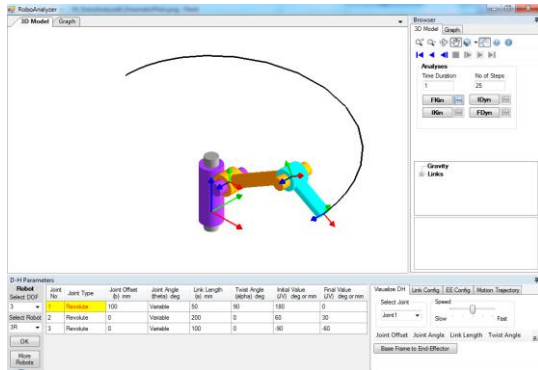 RoboAnalyzer
3D Model Graph
Browser
3D Model Graph
Analyses
Time Duration No of Steps
1 25
FKin IDyn
IKin FDyn
Gravity
Links
D-H Parameters
Robot
Select DOF
3
Select Robot
3R
OK
More
Robots
Joint No Joint Type Joint Offset (b) mm Joint Angle (theta) deg Link Length (a) mm Twist Angle (alpha) deg Initial Value (JV) deg or mm Final Value (JV) deg or mm
1 Revolute 100 Variable 50 90 180 0
2 Revolute 0 Variable 200 0 60 30
3 Revolute 0 Variable 100 0 -90 -60
Visualize DH Link Config EE Config Motion Trajectory
Select Joint Speed
Joint1 Slow Fast
Joint Offset Joint Angle Link Length Twist Angle
Base Frame to End-Effector